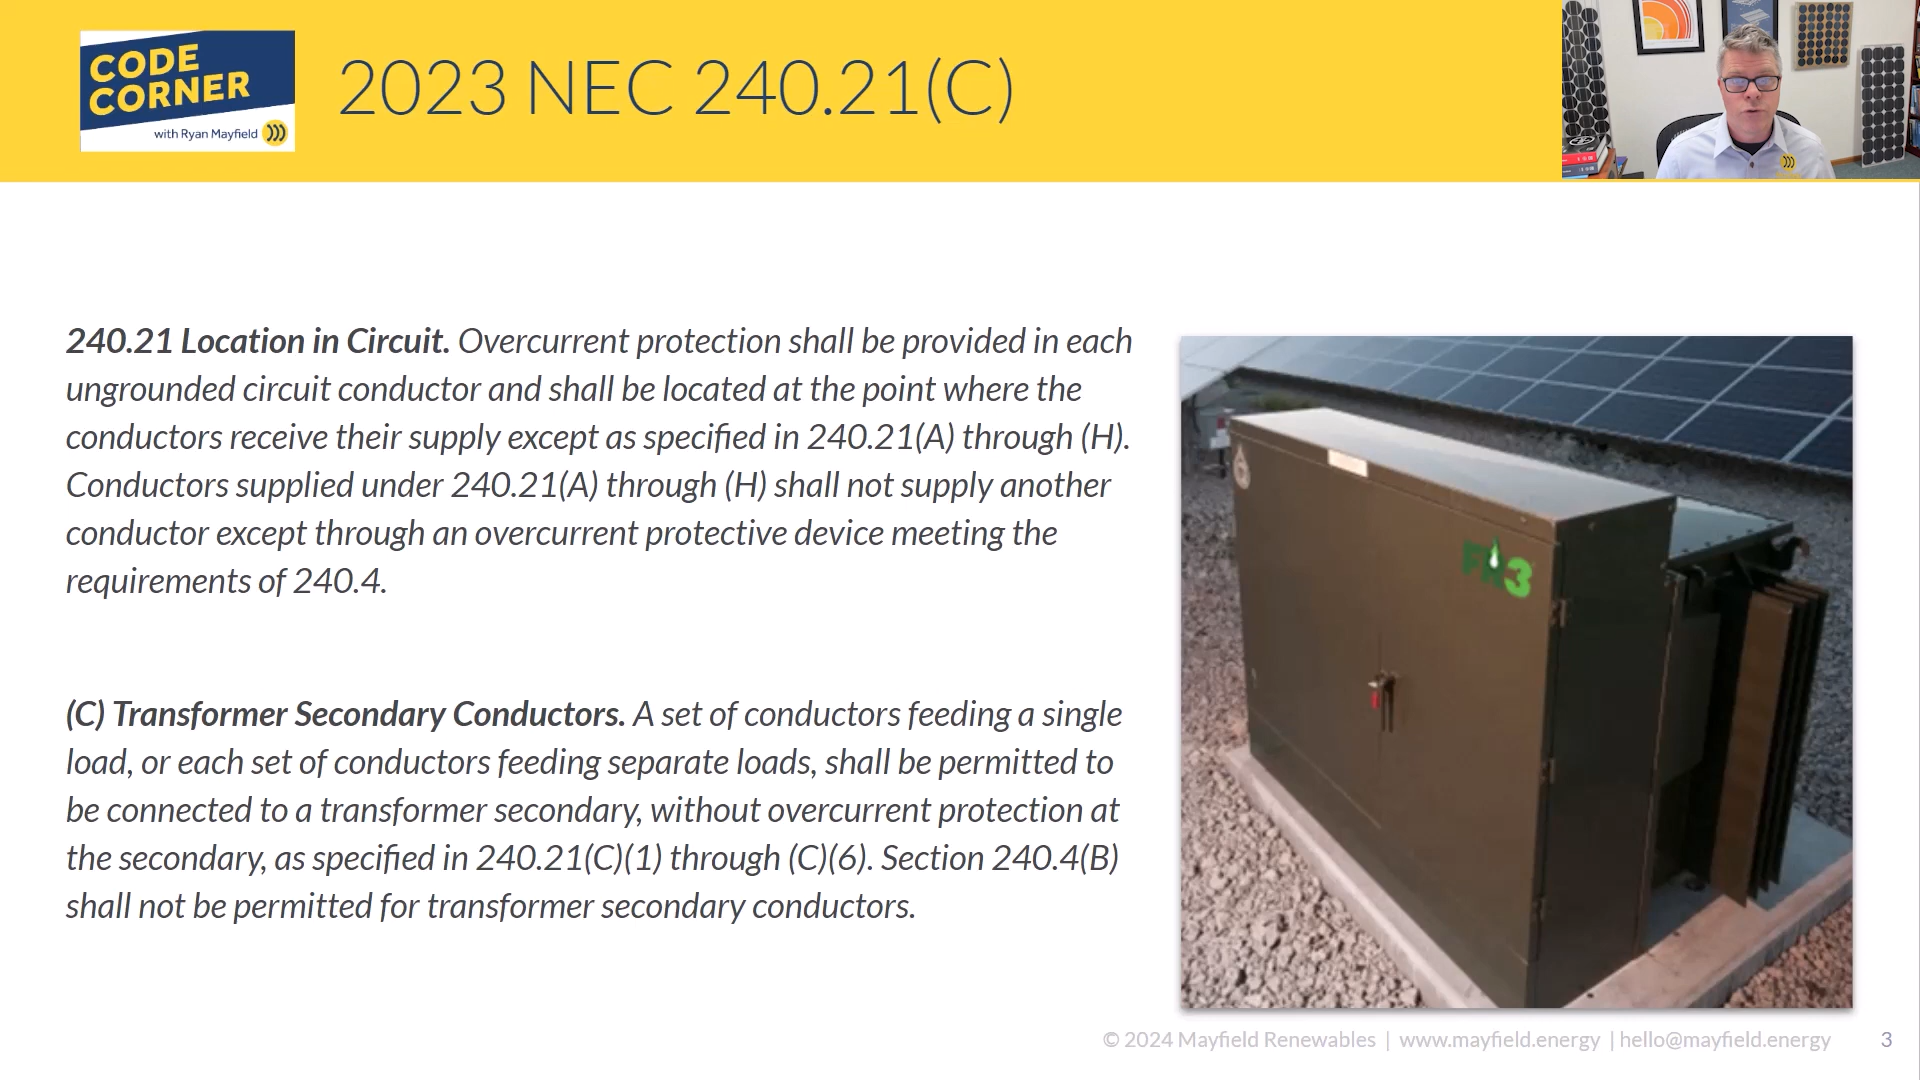 CODE
CORNER
with Ryan Mayfield
2023 NEC 240.21(C)
240.21 Location in Circuit. Overcurrent protection shall be provided in each
ungrounded circuit conductor and shall be located at the point where the
conductors receive their supply except as specified in 240.21(A) through (H).
Conductors supplied under 240.21(A) through (H) shall not supply another
conductor except through an overcurrent protective device meeting the
requirements of 240.4.
(C) Transformer Secondary Conductors. A set of conductors feeding a single
load, or each set of conductors feeding separate loads, shall be permitted to
be connected to a transformer secondary, without overcurrent protection at
the secondary, as specified in 240.21(C)(1) through (C)(6). Section 240.4(B)
shall not be permitted for transformer secondary conductors.
FR3
© 2024 Mayfield Renewables | www.mayfield.energy | hello@mayfield.energy
3